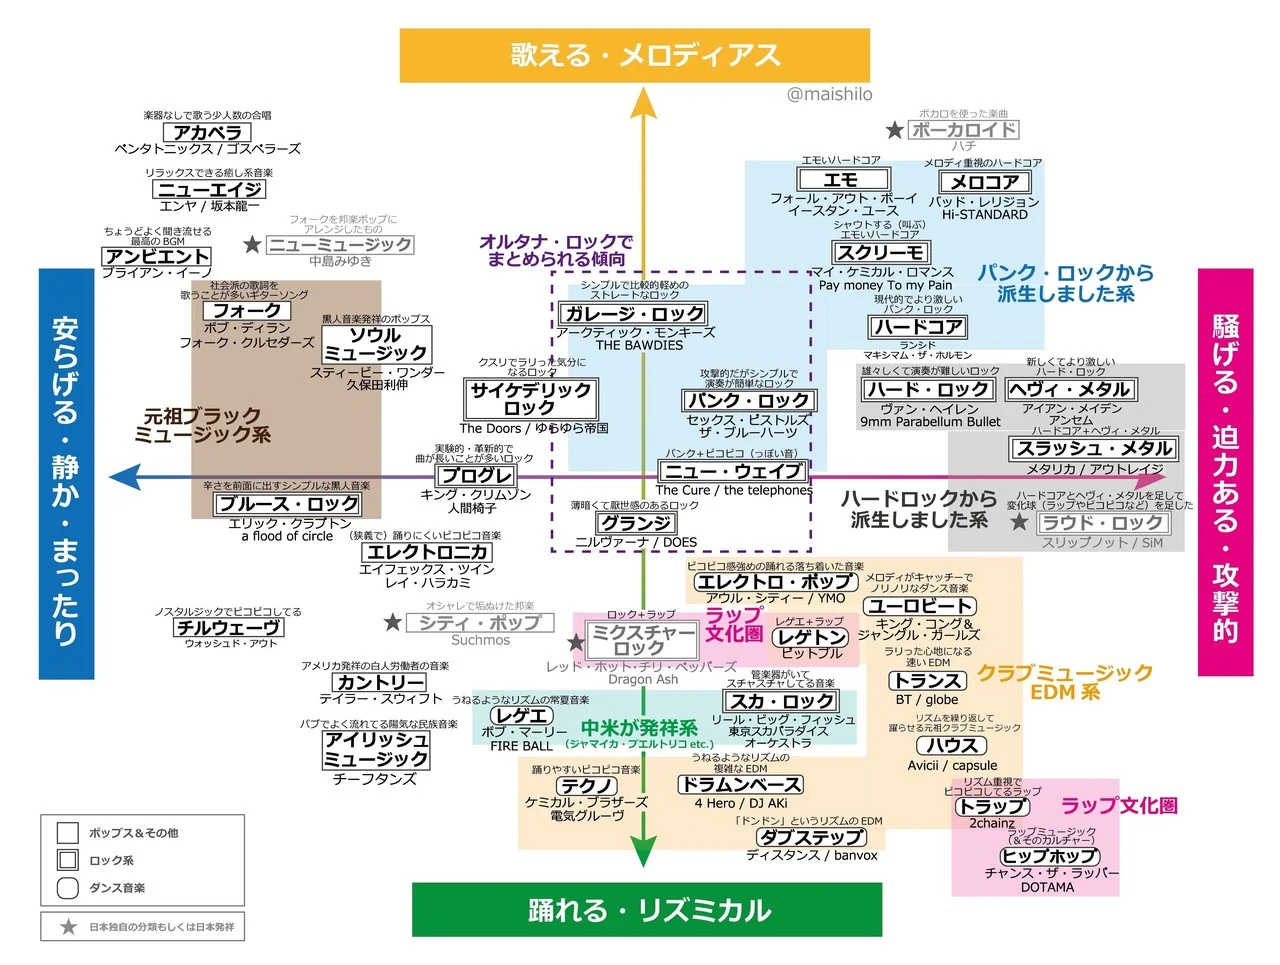 歌える・メロディアス
@maishilo
楽器なしで歌う少人数の合唱
アカペラ
ペンタトニックス / ゴスペラーズ
リラックスできる癒し系音楽
ニューエイジ
エンヤ / 坂本龍一
ちょうどよく聞き流せる
最高のBGM
アンビエント
ブライアン・イーノ
フォークを邦楽ポップに
アレンジしたもの
★ ニューミュージック
中島みゆき
ボカロを使った楽曲
★ ボーカロイド
ハチ
エモいハードコア
エモ
フォール・アウト・ボーイ
イースタン・ユース
メロディ重視のハードコア
メロコア
バッド・レリジョン
Hi-STANDARD
シャウトする（叫ぶ）
エモいハードコア
スクリーモ
マイ・ケミカル・ロマンス
Pay money To my Pain
パンク・ロックから
派生しました系
現代的でより激しい
パンク・ロック
ハードコア
ランシド
マキシマム・ザ・ホルモン
オルタナ・ロックで
まとめられる傾向
シンプルで比較的軽めの
ストレートなロック
ガレージ・ロック
アークティック・モンキーズ
THE BAWDIES
安らげる・静か・まったり
騒げる・迫力ある・攻撃的
社会派の歌詞を
歌うことが多いギターソング
フォーク
ボブ・ディラン
フォーク・クルセダーズ
黒人音楽発祥のポップス
ソウル
ミュージック
スティービー・ワンダー
久保田利伸
元祖ブラック
ミュージック系
クスリでラリった気分に
なるロック
サイケデリック
ロック
The Doors / ゆらゆら帝国
攻撃的だがシンプルで
演奏が簡単なロック
パンク・ロック
セックス・ピストルズ
ザ・ブルーハーツ
雄々しくて演奏が難しいロック
ハード・ロック
ヴァン・ヘイレン
9mm Parabellum Bullet
新しくてより激しい
ハード・ロック
ヘヴィ・メタル
アイアン・メイデン
アンセム
ハードコア+ヘヴィ・メタル
スラッシュ・メタル
メタリカ / アウトレイジ
実験的・革新的で
曲が長いことが多いロック
プログレ
キング・クリムゾン
人間椅子
パンク+ピコピコ（っぽい音）
ニュー・ウェイブ
The Cure / the telephones
ハードロックから
派生しました系
ハードコアとヘヴィ・メタルを足して
変化球（ラップやピコピコなど）を足した
★ ラウド・ロック
スリップノット / SiM
辛さを前面に出すシンプルな黒人音楽
ブルース・ロック
エリック・クラプトン
a flood of circle
薄暗くて厭世感のあるロック
グランジ
ニルヴァーナ / DOES
（狭義で）踊りにくいピコピコ音楽
エレクトロニカ
エイフェックス・ツイン
レイ・ハラカミ
ピコピコ感強めの踊れる落ち着いた音楽
エレクトロ・ポップ
アウル・シティー / YMO
メロディがキャッチーで
ノリノリなダンス音楽
ユーロビート
キング・コング＆
ジャングル・ガールズ
ノスタルジックでピコピコしてる
チルウェーヴ
ウォッシュド・アウト
オシャレで垢ぬけた邦楽
★ シティ・ポップ
Suchmos
ロック+ラップ
★ ミクスチャー
ロック
レッド・ホット・チリ・ペッパーズ
Dragon Ash
ラップ
文化圏
レゲエ+ラップ
レゲトン
ピットブル
ラリった心地になる
速いEDM
トランス
BT / globe
クラブミュージック
EDM系
アメリカ発祥の白人労働者の音楽
カントリー
テイラー・スウィフト
うねるようなリズムの常夏音楽
レゲエ
ボブ・マーリー
FIRE BALL
中米が発祥系
（ジャマイカ・プエルトリコ etc.）
管楽器がいて
スチャスチャしてる音楽
スカ・ロック
リール・ビッグ・フィッシュ
東京スカパラダイス
オーケストラ
リズムを繰り返して
躍らせる元祖クラブミュージック
ハウス
Avicii / capsule
パブでよく流れてる陽気な民族音楽
アイリッシュ
ミュージック
チーフタンズ
踊りやすいピコピコ音楽
テクノ
ケミカル・ブラザーズ
電気グルーヴ
うねるようなリズムの
複雑なEDM
ドラムンベース
4 Hero / DJ AKi
「ドンドン」というリズムのEDM
ダブステップ
ディスタンス / banvox
リズム重視で
ピコピコしてるラップ
トラップ
2chainz
ラップ文化圏
ラップミュージック
（＆そのカルチャー）
ヒップホップ
チャンス・ザ・ラッパー
DOTAMA
ポップス＆その他
ロック系
ダンス音楽
★ 日本独自の分類もしくは日本発祥
踊れる・リズミカル